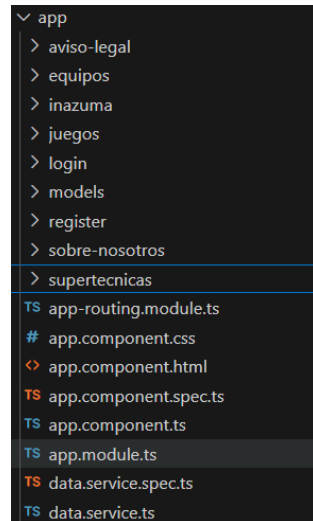 app
aviso-legal
equipos
inazuma
juegos
login
models
register
sobre-nosotros
supertecnicas
TS app-routing.module.ts
# app.component.css
<> app.component.html
TS app.component.spec.ts
TS app.component.ts
TS app.module.ts
TS data.service.spec.ts
TS data.service.ts